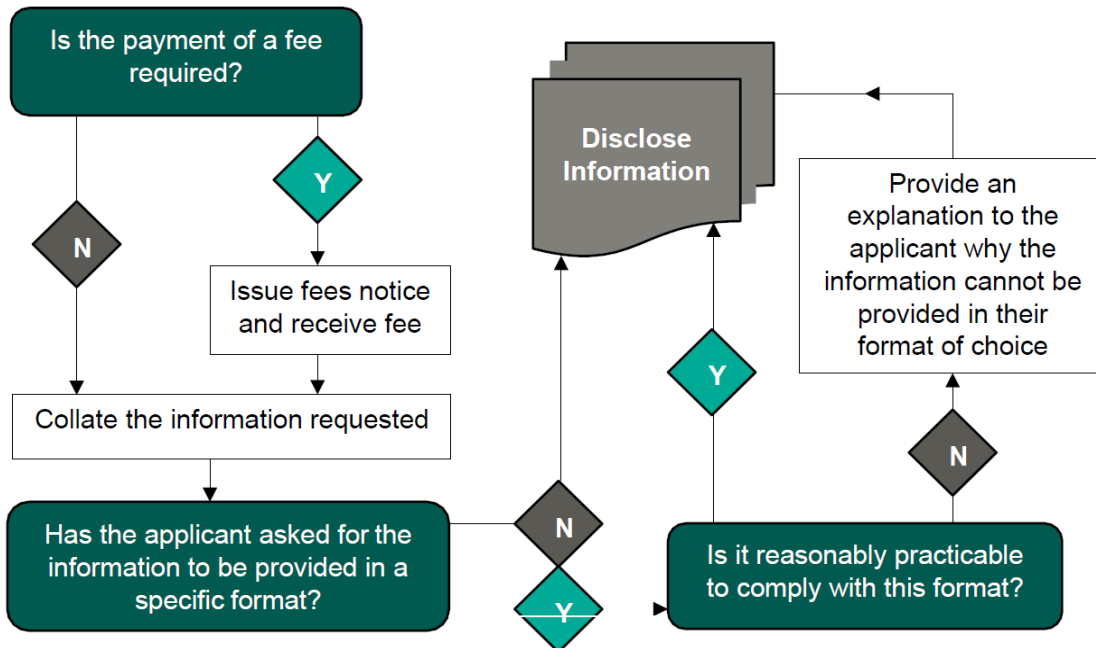 Is the payment of a fee
required?
Y
N
Issue fees notice
and receive fee
Collate the information requested
Has the applicant asked for the
information to be provided in a
specific format?
N
Y
Disclose
Information
Y
Is it reasonably practicable
to comply with this format?
N
Provide an
explanation to the
applicant why the
information cannot be
provided in their
format of choice